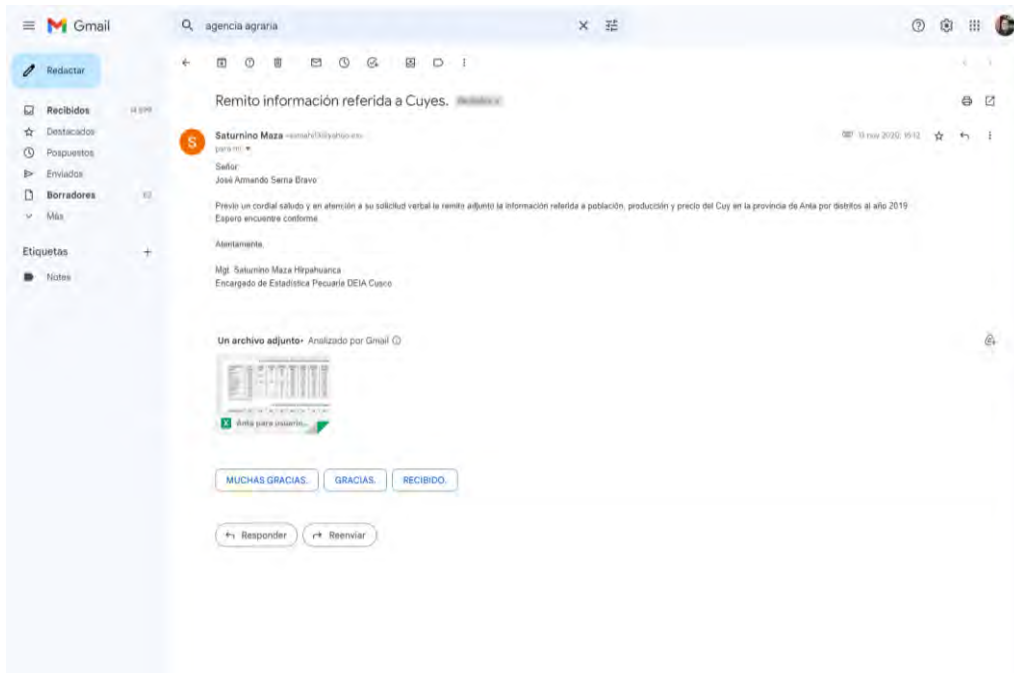 Gmail
agencia agraria
Redactar
Recibidos
Destacados
Pospuestos
Enviados
Borradores
Más
Etiquetas
Notes
Remito información referida a Cuyes.
Saturnino Maza
para mí
Señor:
José Armando Serna Bravo
Previo un cordial saludo y en atención a su solicitud verbal le remito adjunto la información referida a población, producción y precio del Cuy en la provincia de Anta por distritos al año 2019
Espero encuentre conforme.
Atentamente,
Mgt. Saturnino Maza Hirpahuanca
Encargado de Estadística Pecuaria DEIA Cusco
Un archivo adjunto• Analizado por Gmail
Anta para usuario...
MUCHAS GRACIAS.
GRACIAS.
RECIBIDO.
Responder
Reenviar